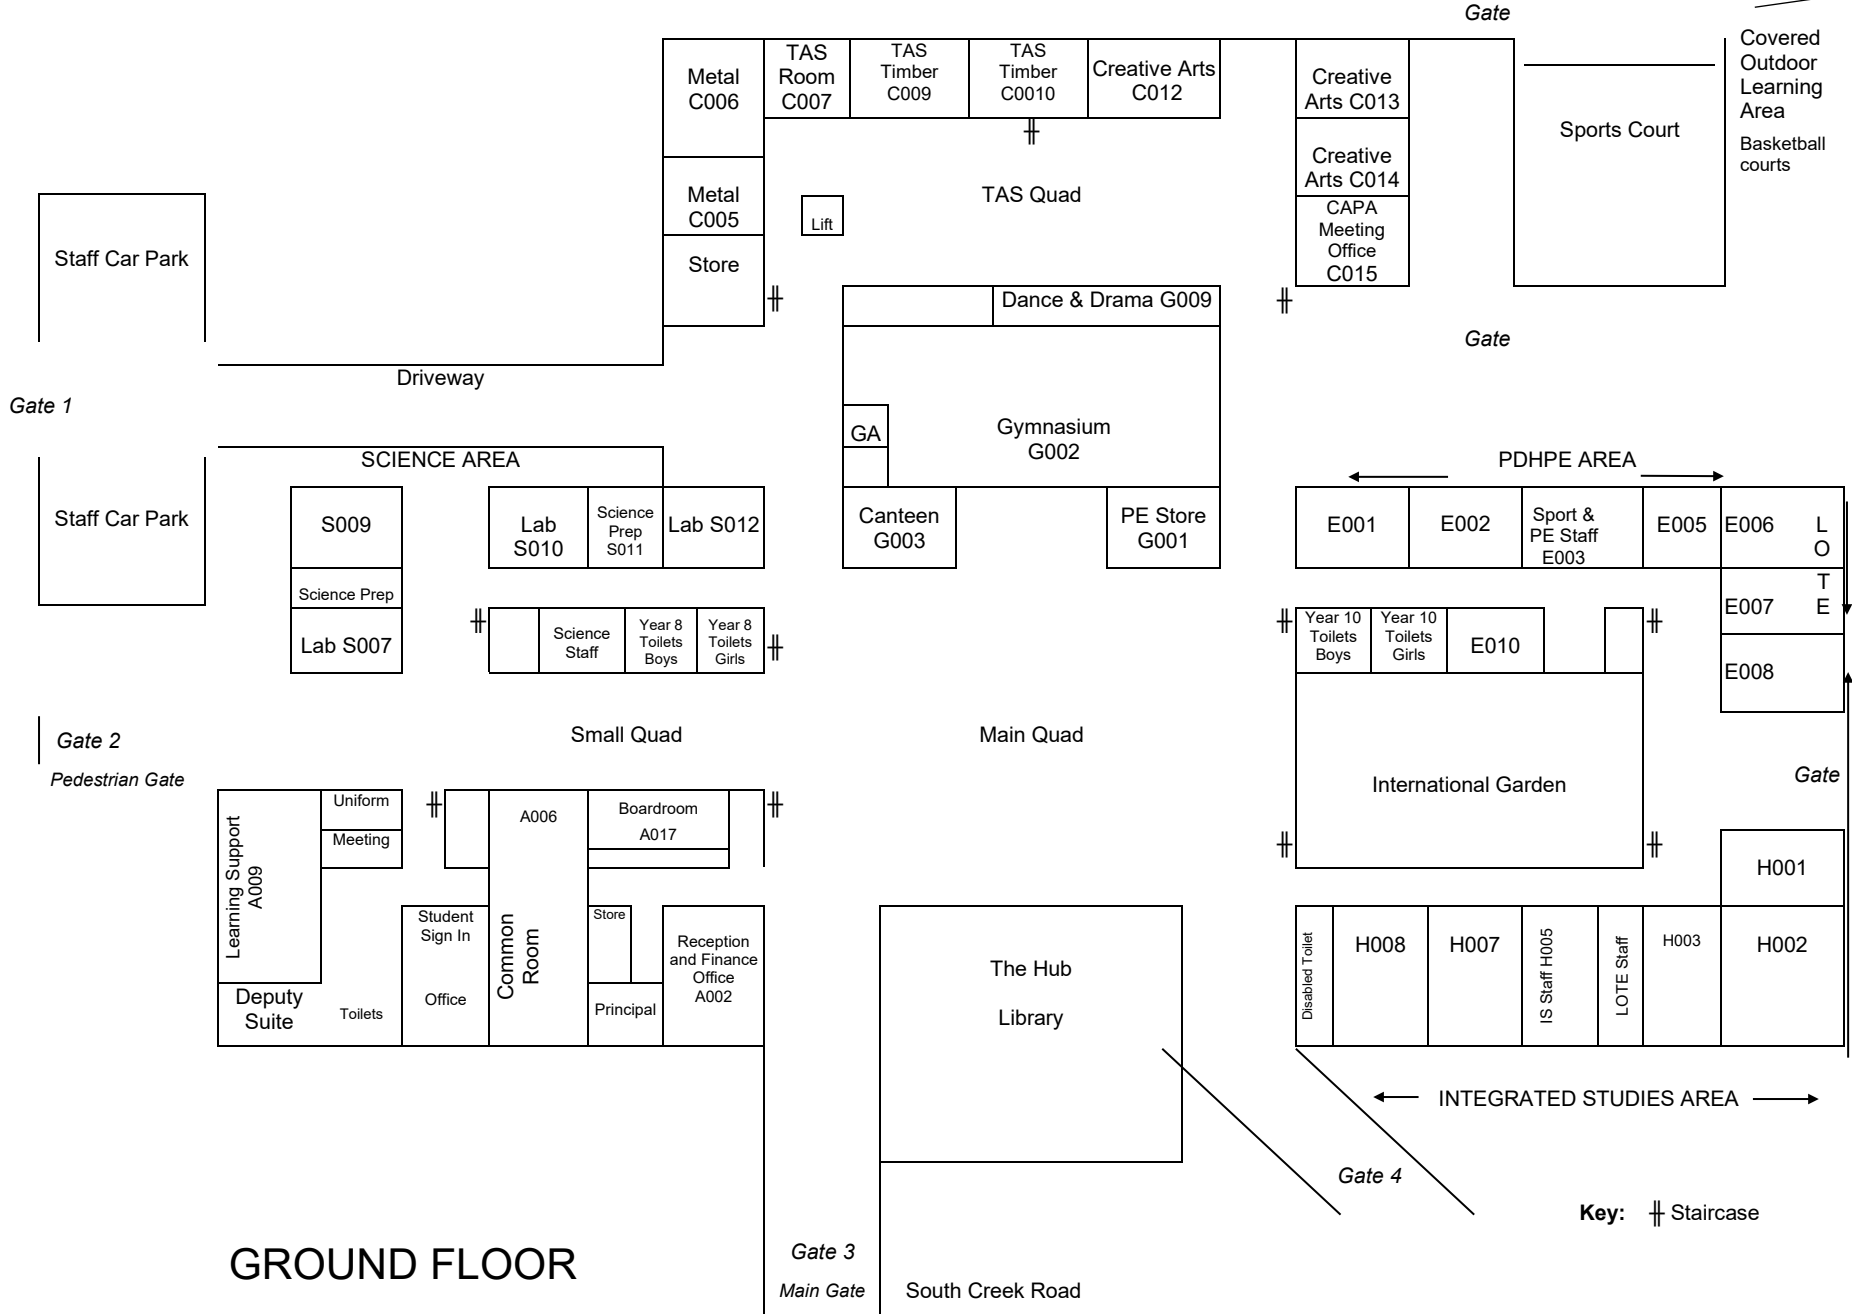 Gate
Covered
Outdoor
Learning
Area
Basketball
courts
Metal
C006
TAS
Room
C007
TAS
Timber
C009
TAS
Timber
C0010
Creative Arts
C012
Creative
Arts C013
Sports Court
Creative
Arts C014
Metal
C005
Lift
TAS Quad
CAPA
Meeting
Office
C015
Staff Car Park
Store
Dance & Drama G009
Gate
Driveway
Gate 1
GA
Gymnasium
G002
SCIENCE AREA
PDHPE AREA
Staff Car Park
S009
Lab
S010
Science
Prep
S011
Lab S012
Canteen
G003
PE Store
G001
E001
E002
Sport &
PE Staff
E003
E005
E006
L
O
T
E
Science Prep
E007
Lab S007
Science
Staff
Year 8
Toilets
Boys
Year 8
Toilets
Girls
Year 10
Toilets
Boys
Year 10
Toilets
Girls
E010
E008
Gate 2
Pedestrian Gate
Small Quad
Main Quad
International Garden
Gate
Learning Support
A009
Uniform
Meeting
A006
Boardroom
A017
H001
Student
Sign In
Office
Common
Room
Store
Reception
and Finance
Office
A002
The Hub
Library
Disabled Toilet
H008
H007
IS Staff H005
LOTE Staff
H003
H002
Deputy
Suite
Toilets
Principal
INTEGRATED STUDIES AREA
Gate 4
Key: Staircase
GROUND FLOOR
Gate 3
Main Gate
South Creek Road